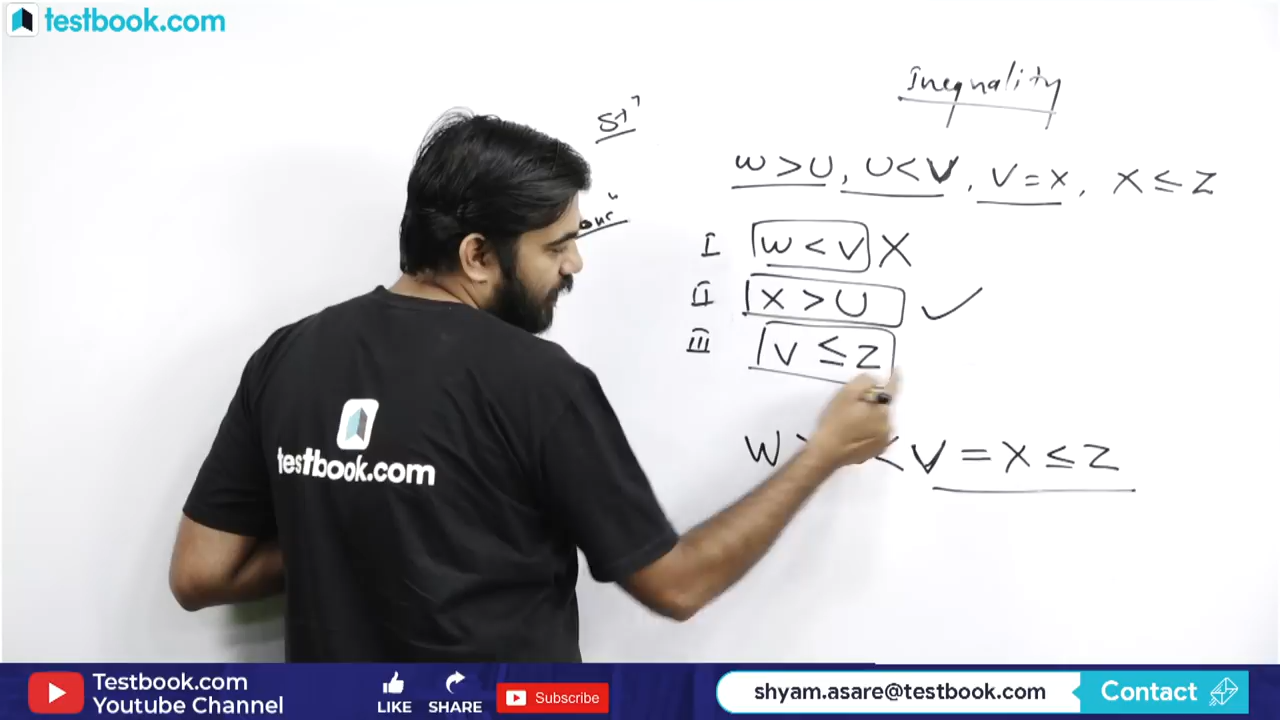 testbook.com
Inequality
W > U, U < V, V = X, X ≤ Z
I W < V X
II X > U ✓
III V ≤ Z
W > < V = X ≤ Z
testbook.com
Testbook.com
Youtube Channel
LIKE
SHARE
Subscribe
shyam.asare@testbook.com
Contact